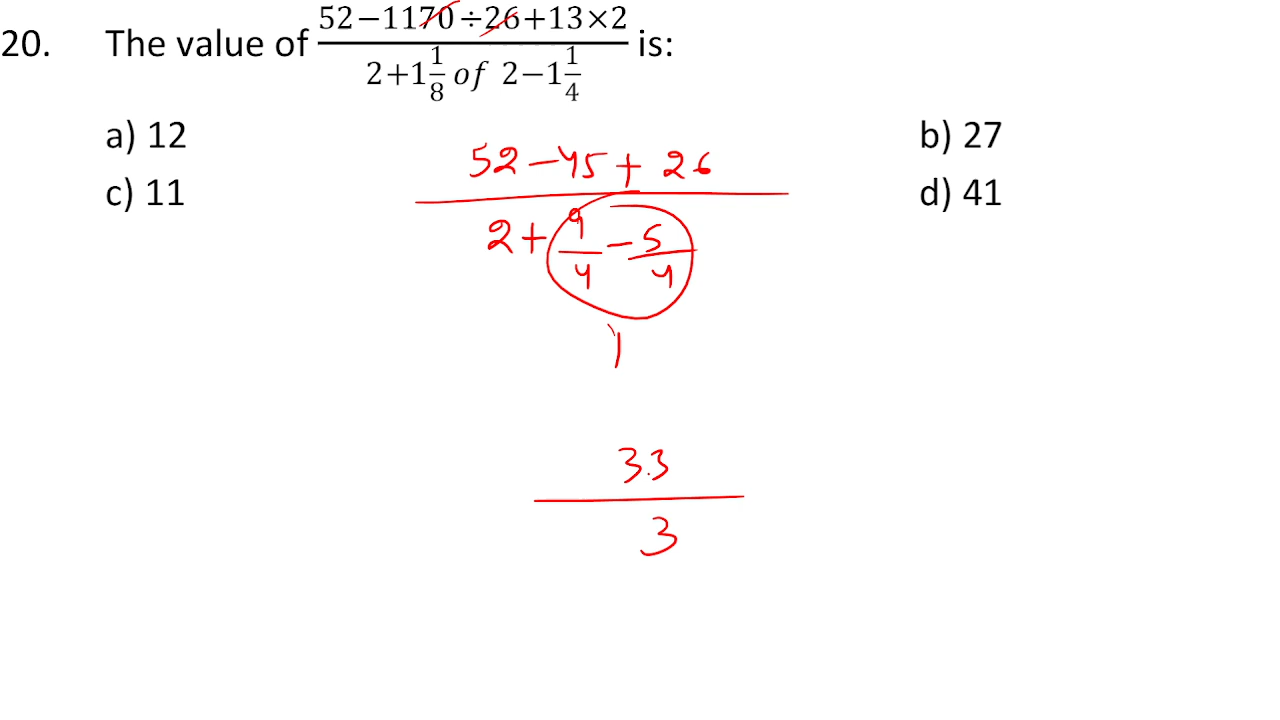 20. The value of (52−1170÷26+13×2)/(2+1 1/8 of 2−1 1/4) is:
a) 12 b) 27
c) 11 d) 41
52 − 45 + 26
2 + 9/4 − 5/4
1
33
3